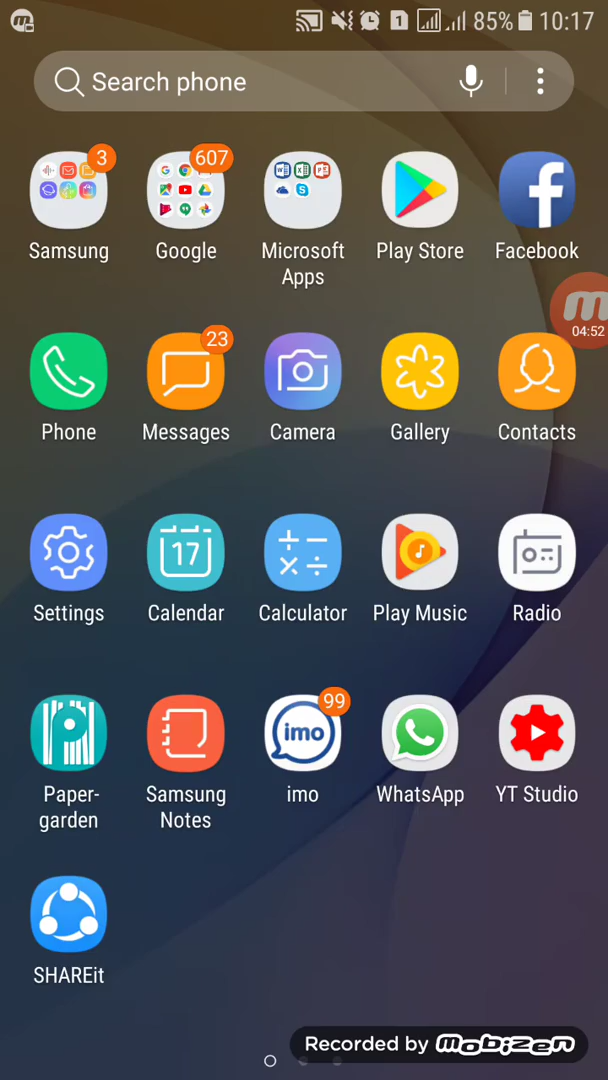 1 85% 10:17
Search phone
3 607
W X P
G
Samsung Google Microsoft Apps Play Store Facebook
04:52
23
Phone Messages Camera Gallery Contacts
17
Settings Calendar Calculator Play Music Radio
99
imo
Paper-
garden
Samsung
Notes
imo
WhatsApp
YT Studio
SHAREit
Recorded by mobizen